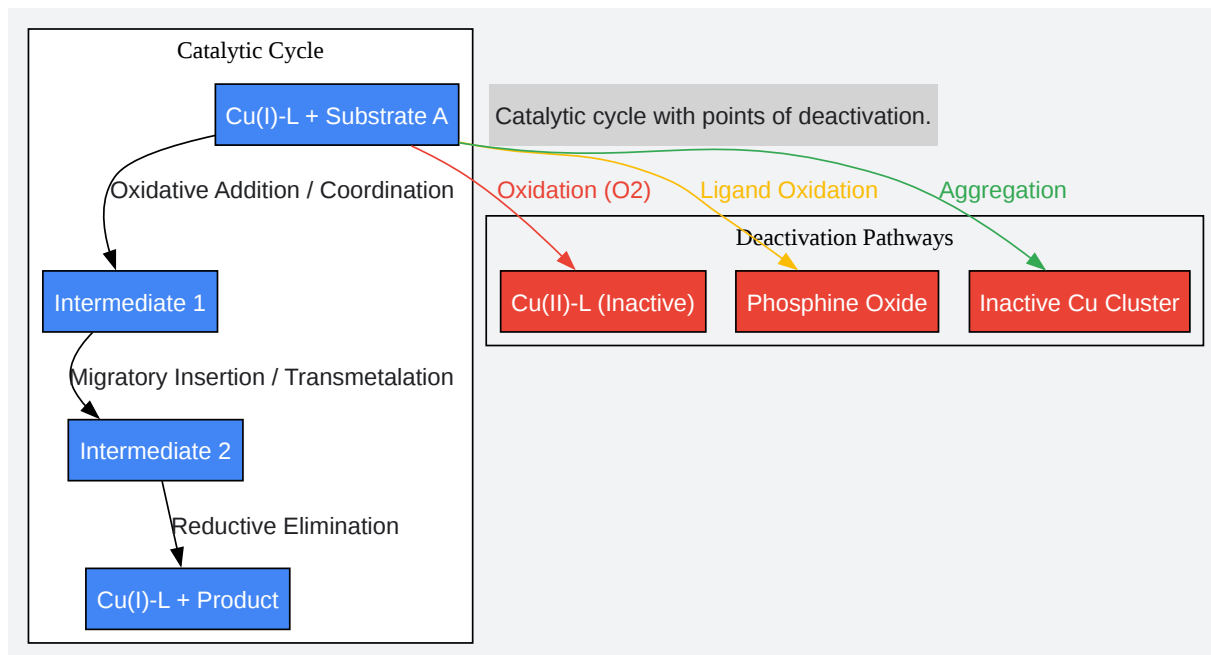 Catalytic Cycle
Cu(I)-L + Substrate A
Catalytic cycle with points of deactivation.
Oxidative Addition / Coordination
Oxidation (O2)
Ligand Oxidation
Aggregation
Deactivation Pathways
Intermediate 1
Cu(II)-L (Inactive)
Phosphine Oxide
Inactive Cu Cluster
Migratory Insertion / Transmetalation
Intermediate 2
Reductive Elimination
Cu(I)-L + Product